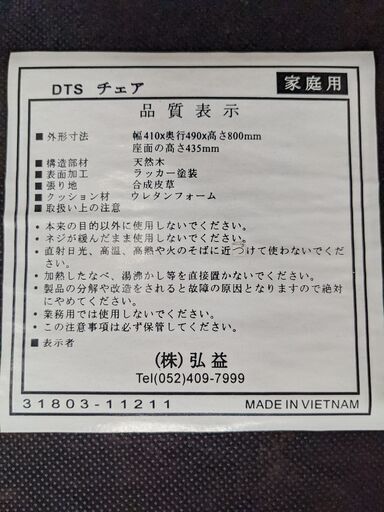 DTS チェア 家庭用
品質表示
■ 外形寸法 幅410x奥行490x高さ800mm
座面の高さ435mm
■ 構造部材 天然木
■ 表面加工 ラッカー塗装
■ 張り地 合成皮草
■ クッション材 ウレタンフォーム
■ 取扱い上の注意
・本来の目的以外に使用しないでください。
・ネジが緩んだまま使用しないでください。
・直射日光、高温、高熱や火のそばに近づけて使わないでください。
・加熱したなべ、湯沸かし等を直接置かないでください。
・製品の分解や改造をされると故障の原因となりますので絶対
にやめてください。
・業務用では使用しないでください。
・この注意事項は必ず保管してください。
■ 表示者
(株) 弘益
Tel(052)409-7999
31803-11211 MADE IN VIETNAM